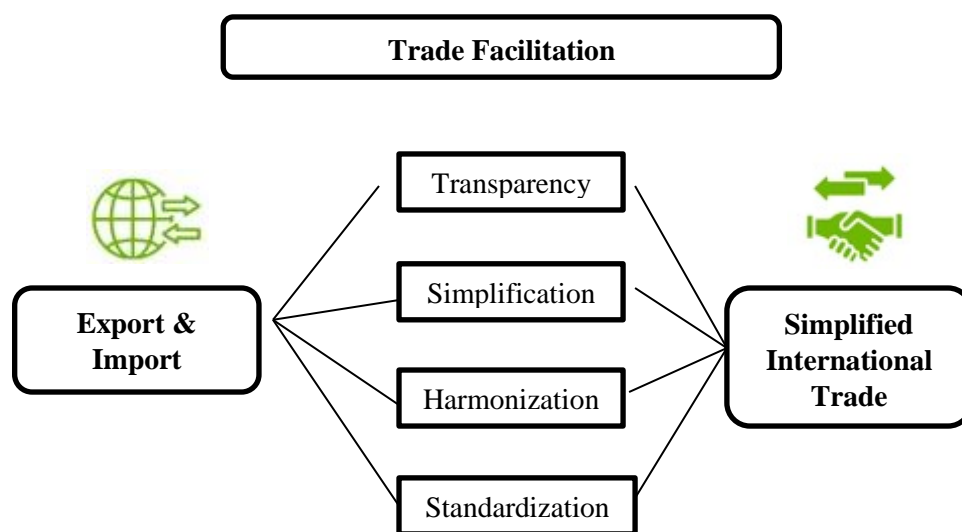 Trade Facilitation
Transparency
Simplification
Export &
Import
Simplified
International
Trade
Harmonization
Standardization